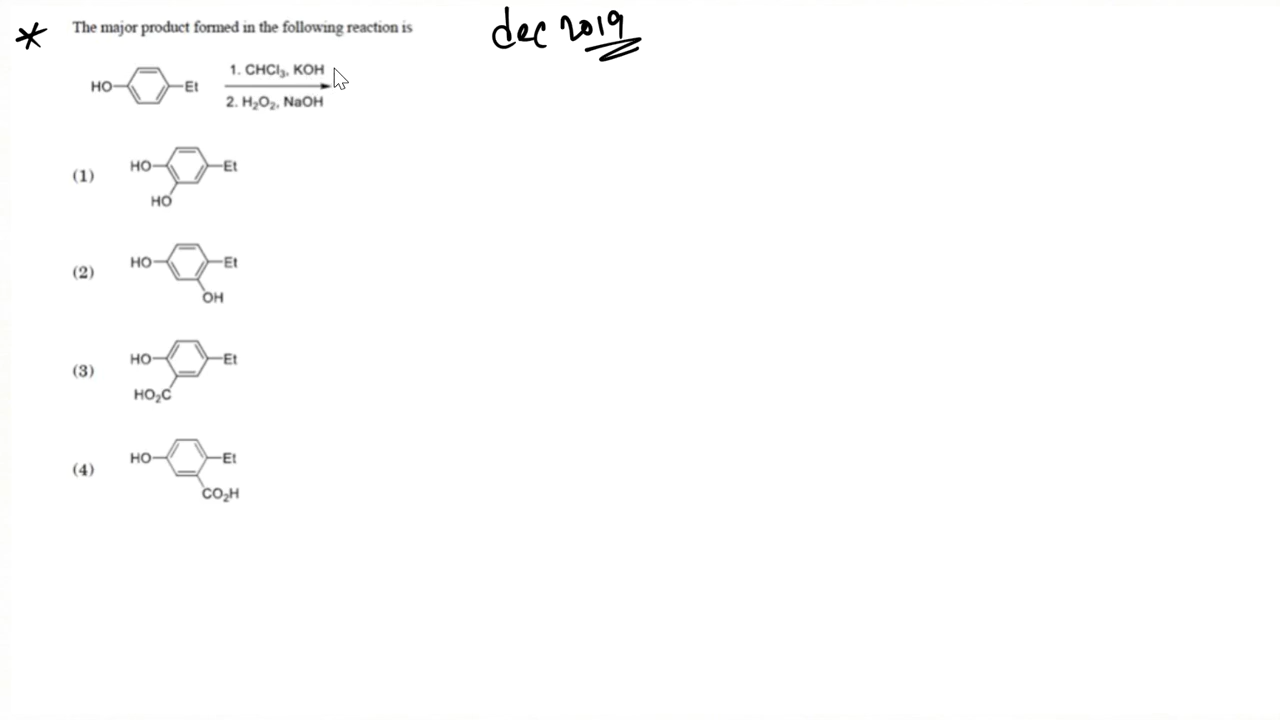 * The major product formed in the following reaction is dec 2019
HO Et 1. CHCl₃, KOH
2. H₂O₂, NaOH
(1) HO Et
HO
(2) HO Et
OH
(3) HO Et
HO₂C
(4) HO Et
CO₂H